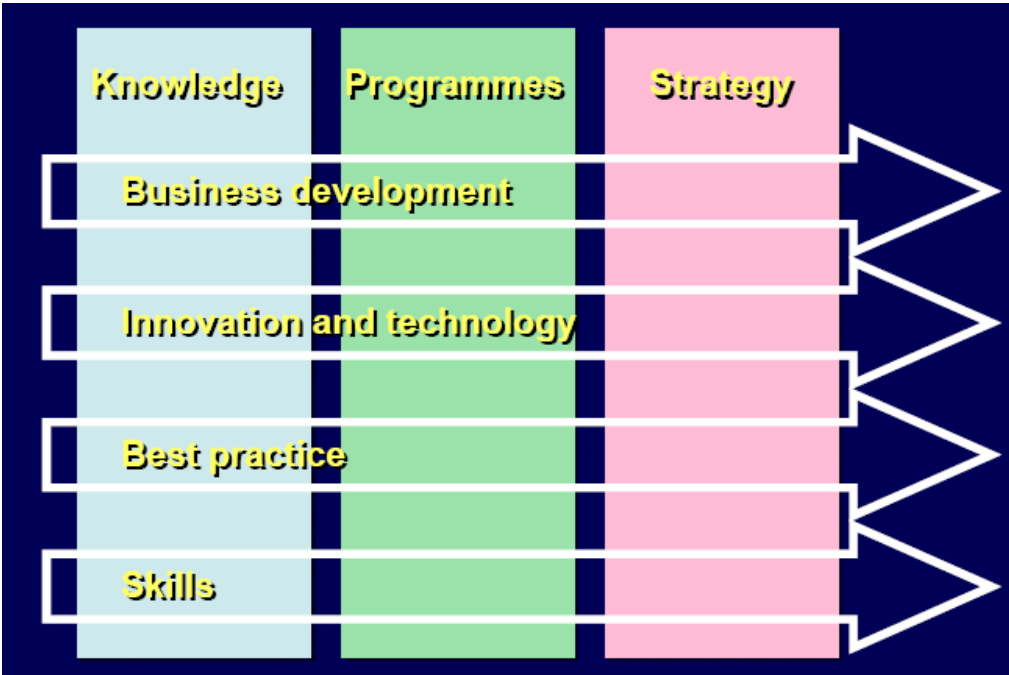 Knowledge
Programmes
Strategy
Business development
Innovation and technology
Best practice
Skills